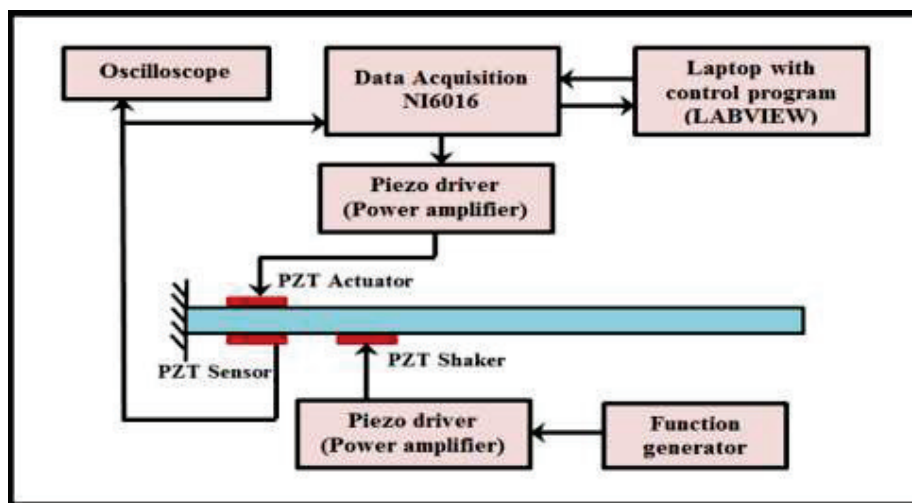 Oscilloscope
Data Acquisition
NI6016
Laptop with
control program
(LABVIEW)
Piezo driver
(Power amplifier)
PZT Actuator
PZT Sensor
PZT Shaker
Piezo driver
(Power amplifier)
Function
generator